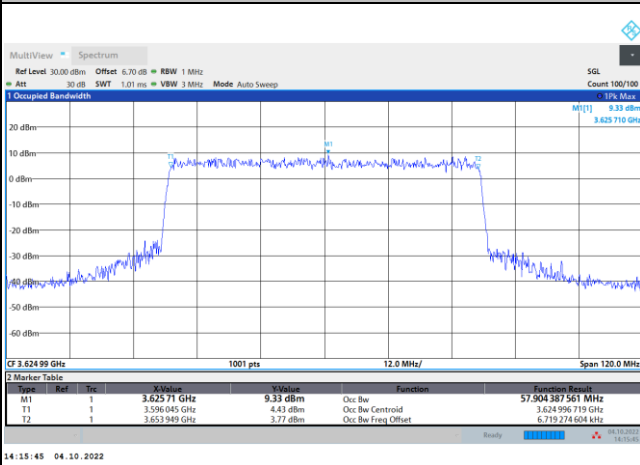 MultiView Spectrum
Ref Level 30.00 dBm Offset 6.70 dB RBW 1 MHz SGL
Att 30 dB SWT 1.01 ms VBW 3 MHz Mode Auto Sweep Count 100/100
1 Occupied Bandwidth 1Pk Max
M1[1] 9.33 dBm
3.625 710 GHz
20 dBm
M1
10 dBm
T1 T2
0 dBm
-10 dBm
-20 dBm
-30 dBm
-40 dBm
-50 dBm
-60 dBm
CF 3.624 99 GHz 1001 pts 12.0 MHz/ Span 120.0 MHz
2 Marker Table
Type Ref Trc X-Value Y-Value Function Function Result
M1 1 3.625 71 GHz 9.33 dBm Occ Bw 57.904 387 561 MHz
T1 1 3.596 045 GHz 4.43 dBm Occ Bw Centroid 3.624 996 719 GHz
T2 1 3.653 949 GHz 3.77 dBm Occ Bw Freq Offset 6.719 274 604 kHz
Ready 04.10.2022
14:15:45
14:15:45 04.10.2022